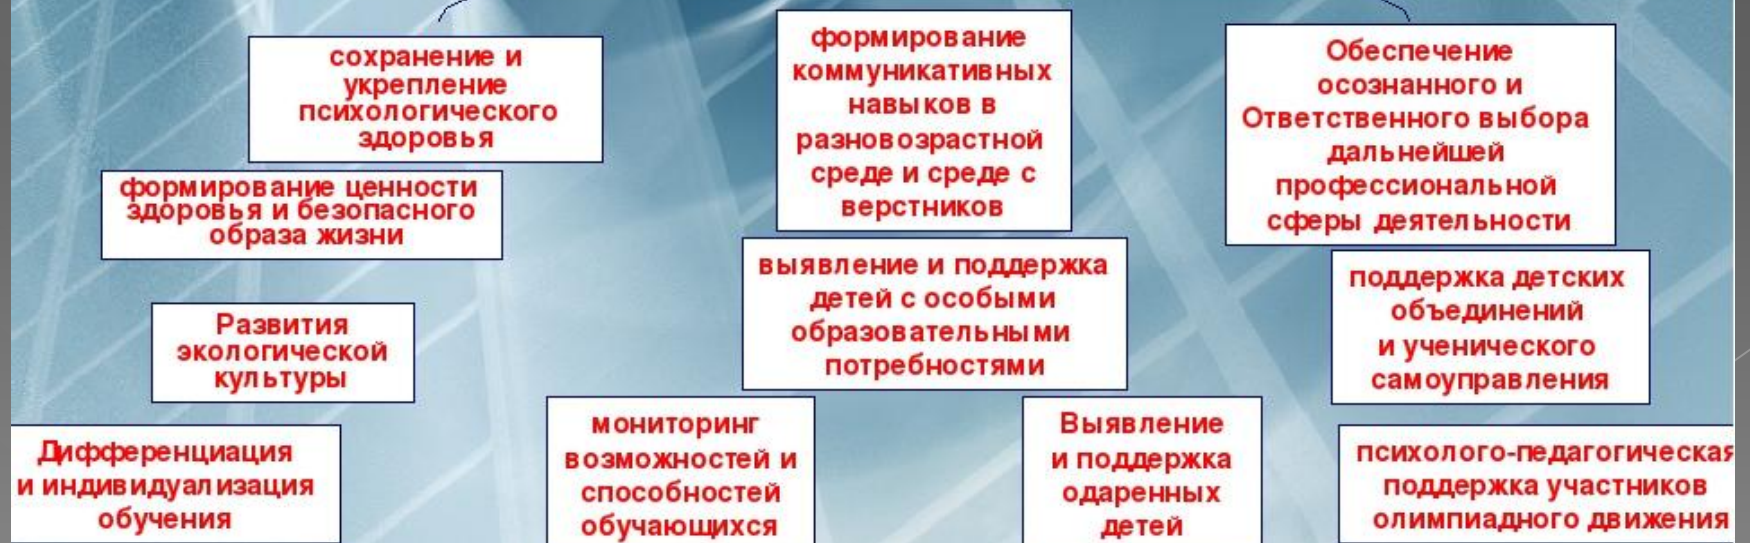 сохранение и
укрепление
психологического
здоровья
формирование
коммуникативных
навыков в
разновозрастной
среде и среде с
верстников
Обеспечение
осознанного и
Ответственного выбора
дальнейшей
профессиональной
сферы деятельности
формирование ценности
здоровья и безопасного
образа жизни
выявление и поддержка
детей с особыми
образовательными
потребностями
поддержка детских
объединений
и ученического
самоуправления
Развития
экологической
культуры
Дифференциация
и индивидуализация
обучения
мониторинг
возможностей и
способностей
обучающихся
Выявление
и поддержка
одаренных
детей
психолого-педагогическая
поддержка участников
олимпиадного движения